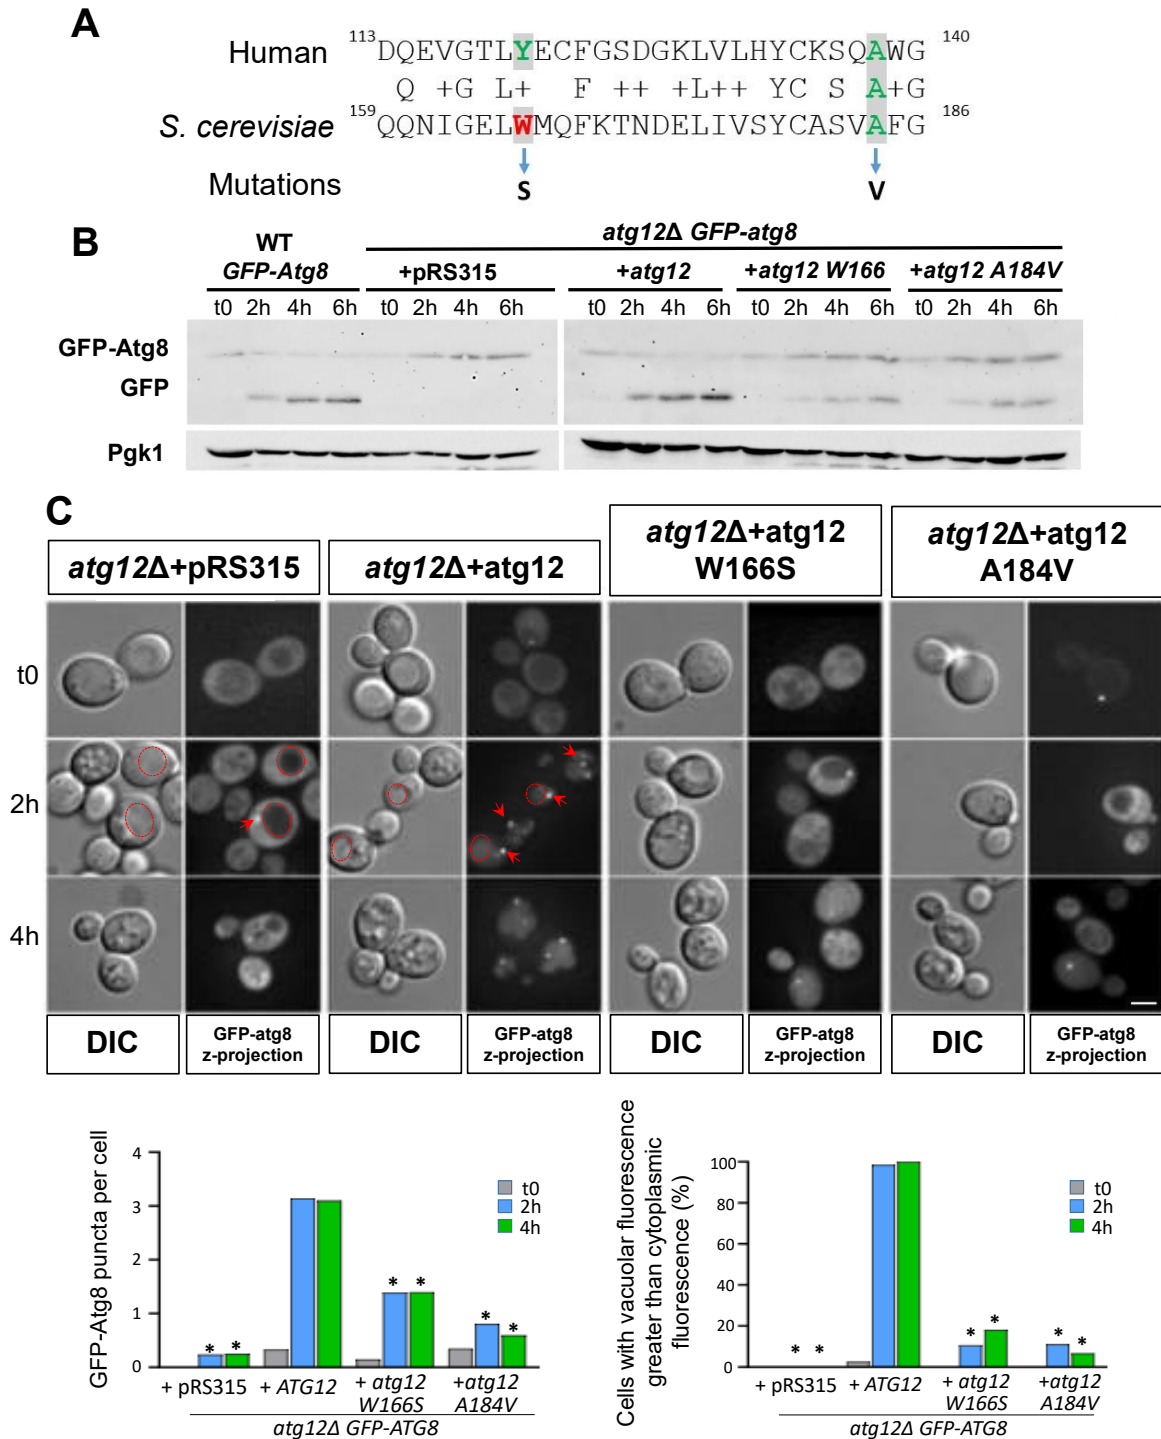 A
Human 113 DQEVGTLYECFGSDGKLVLHYCKSQAWG 140
Q +G L+ F ++ +L++ YC S A+G
S. cerevisiae 159 QQNIGELWMQFKTNDELIVSYCASVAFG 186
Mutations S V
B
WT
GFP-Atg8
atg12Δ GFP-atg8
+pRS315 +atg12 +atg12 W166 +atg12 A184V
t0 2h 4h 6h t0 2h 4h 6h t0 2h 4h 6h t0 2h 4h 6h t0 2h 4h 6h
GFP-Atg8
GFP
Pgk1
C
atg12Δ+pRS315
atg12Δ+atg12
atg12Δ+atg12
W166S
atg12Δ+atg12
A184V
t0
2h
4h
DIC
GFP-atg8
z-projection
DIC
GFP-atg8
z-projection
DIC
GFP-atg8
z-projection
DIC
GFP-atg8
z-projection
GFP-Atg8 puncta per cell
4
3
2
1
0
* * * * * *
t0
2h
4h
+ pRS315
+ ATG12
+ atg12
W166S
+atg12
A184V
atg12Δ GFP-ATG8
Cells with vacuolar fluorescence
greater than cytoplasmic
fluorescence (%)
100
80
60
40
20
0
* * * * * *
t0
2h
4h
+ pRS315
+ ATG12
+ atg12
W166S
+atg12
A184V
atg12Δ GFP-ATG8